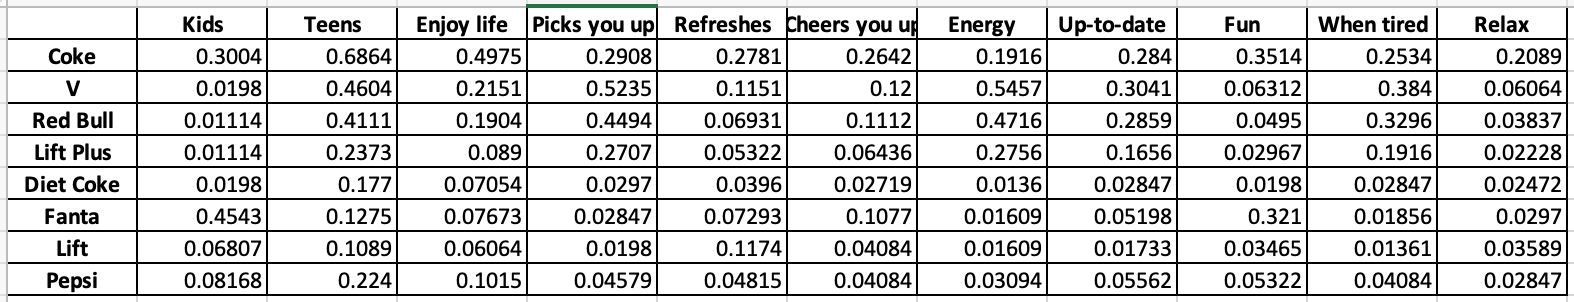 Kids Teens Enjoy life Picks you up Refreshes Cheers you up Energy Up-to-date Fun When tired Relax
Coke 0.3004 0.6864 0.4975 0.2908 0.2781 0.2642 0.1916 0.284 0.3514 0.2534 0.2089
V 0.0198 0.4604 0.2151 0.5235 0.1151 0.12 0.5457 0.3041 0.06312 0.384 0.06064
Red Bull 0.01114 0.4111 0.1904 0.4494 0.06931 0.1112 0.4716 0.2859 0.0495 0.3296 0.03837
Lift Plus 0.01114 0.2373 0.089 0.2707 0.05322 0.06436 0.2756 0.1656 0.02967 0.1916 0.02228
Diet Coke 0.0198 0.177 0.07054 0.0297 0.0396 0.02719 0.0136 0.02847 0.0198 0.02847 0.02472
Fanta 0.4543 0.1275 0.07673 0.02847 0.07293 0.1077 0.01609 0.05198 0.321 0.01856 0.0297
Lift 0.06807 0.1089 0.06064 0.0198 0.1174 0.04084 0.01609 0.01733 0.03465 0.01361 0.03589
Pepsi 0.08168 0.224 0.1015 0.04579 0.04815 0.04084 0.03094 0.05562 0.05322 0.04084 0.02847